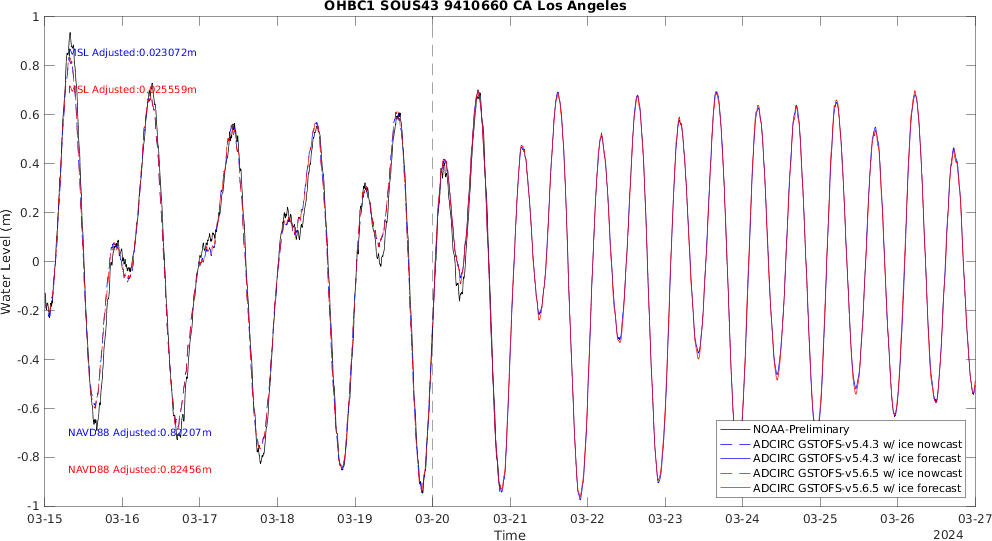 OHBC1 SOUS43 9410660 CA Los Angeles
1
0.8
0.6
0.4
0.2
0
-0.2
-0.4
-0.6
-0.8
-1
Water Level (m)
MSL Adjusted:0.023072m
MSL Adjusted:0.025559m
NAVD88 Adjusted:0.82207m
NAVD88 Adjusted:0.82456m
NOAA-Preliminary
ADCIRC GSTOFS-v5.4.3 w/ ice nowcast
ADCIRC GSTOFS-v5.4.3 w/ ice forecast
ADCIRC GSTOFS-v5.6.5 w/ ice nowcast
ADCIRC GSTOFS-v5.6.5 w/ ice forecast
03-15 03-16 03-17 03-18 03-19 03-20 03-21 03-22 03-23 03-24 03-25 03-26 03-27
Time
2024